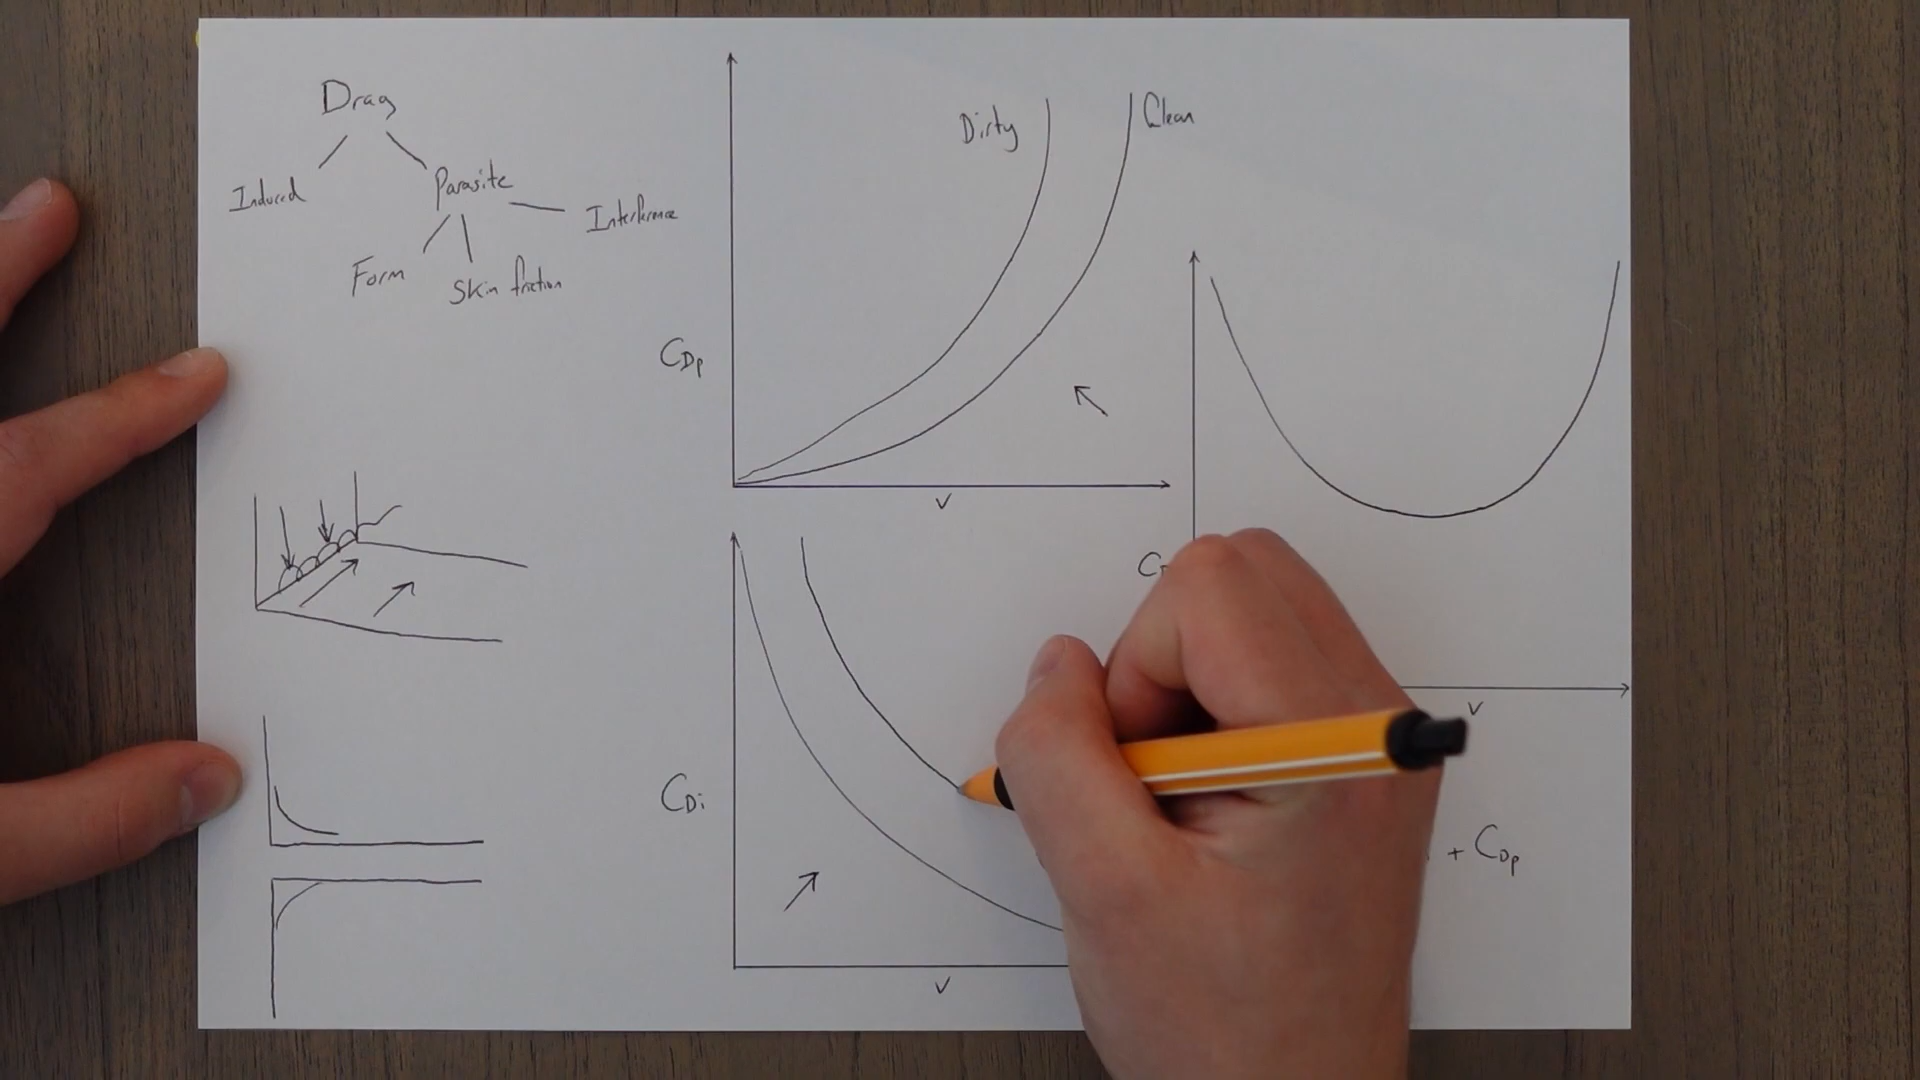 Drag
Induced
Parasite
Interference
Form
Skin friction
Dirty
Clean
CDp
V
CDi
V
V
+ CDp